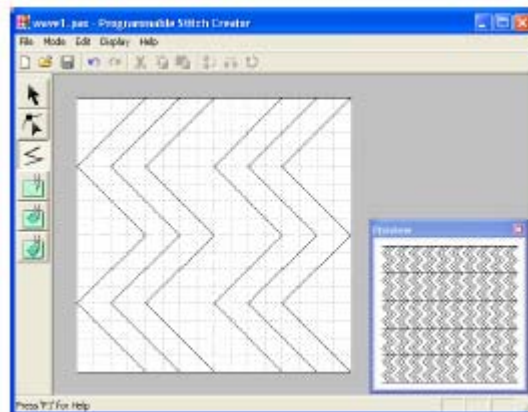 wave1.pas - Programmable Stitch Creator
File Mode Edit Display Help
Preview
Press 'F1' for Help